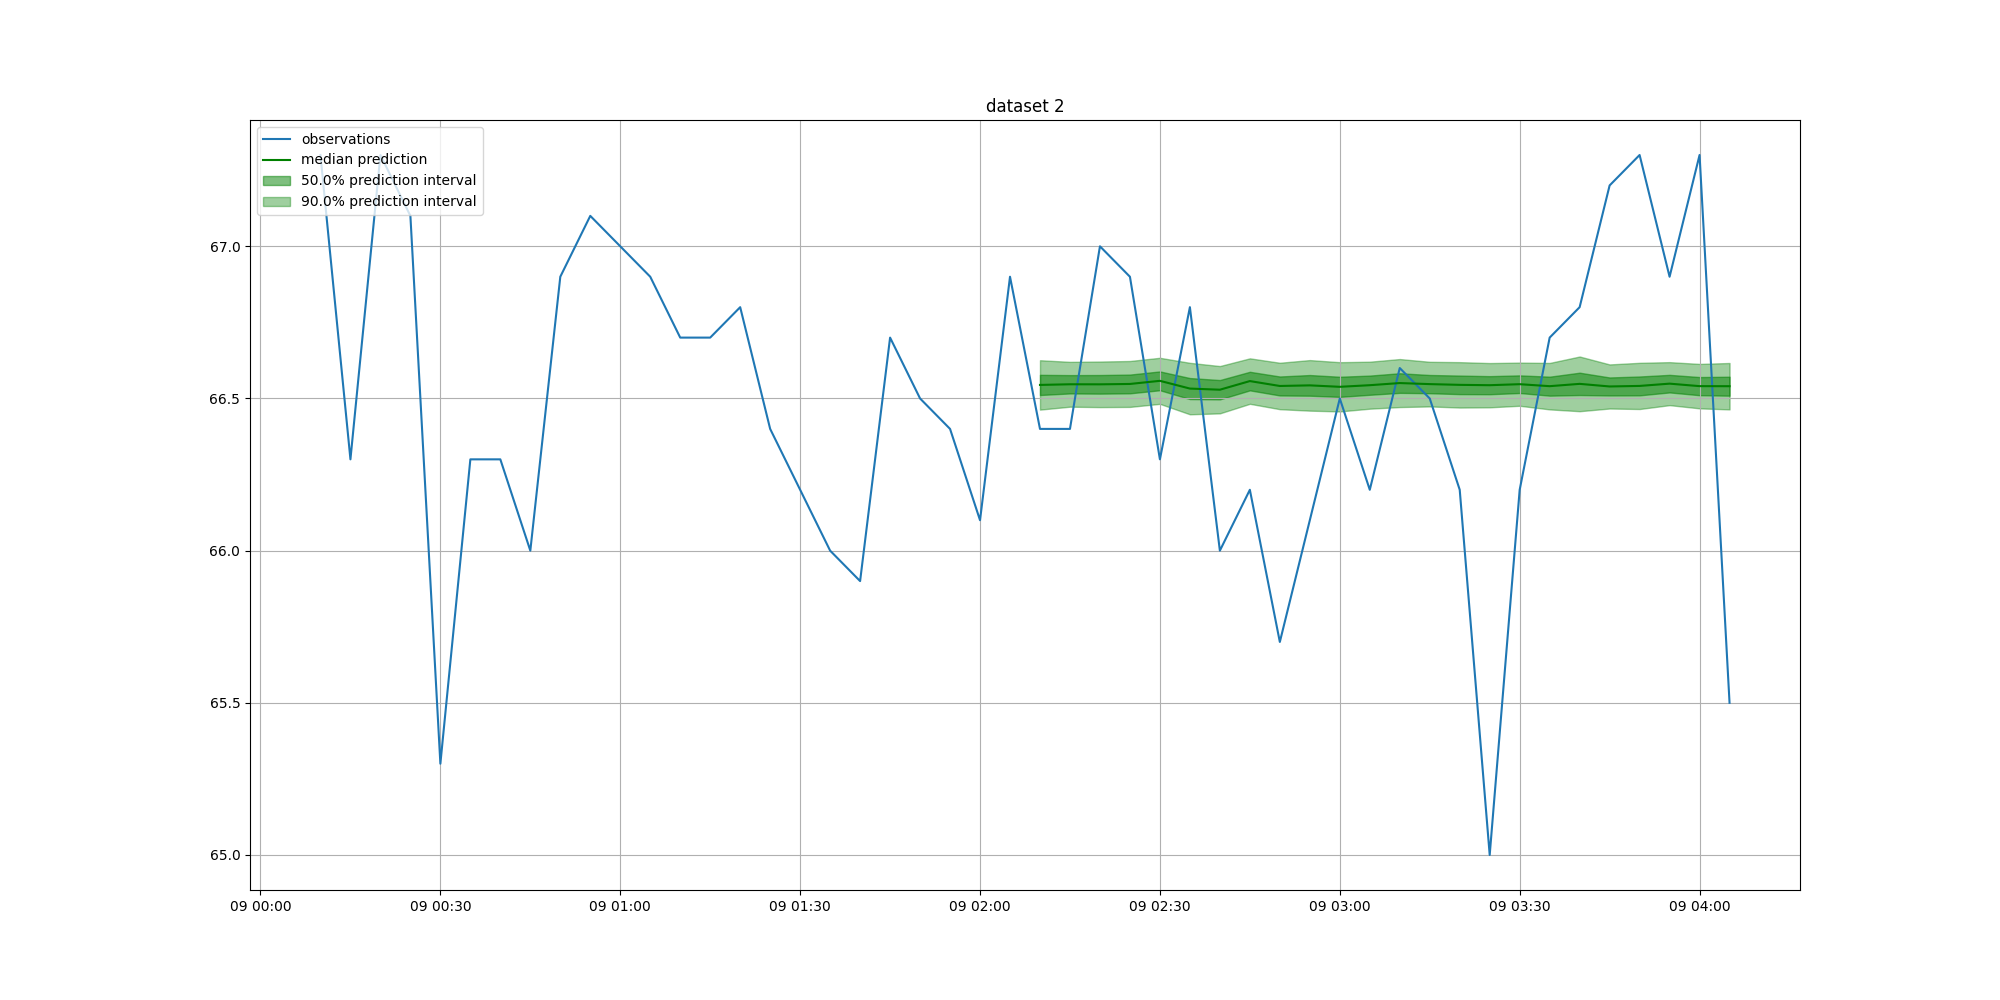 dataset 2
observations
median prediction
50.0% prediction interval
90.0% prediction interval
67.0
66.5
66.0
65.5
65.0
09 00:00 09 00:30 09 01:00 09 01:30 09 02:00 09 02:30 09 03:00 09 03:30 09 04:00